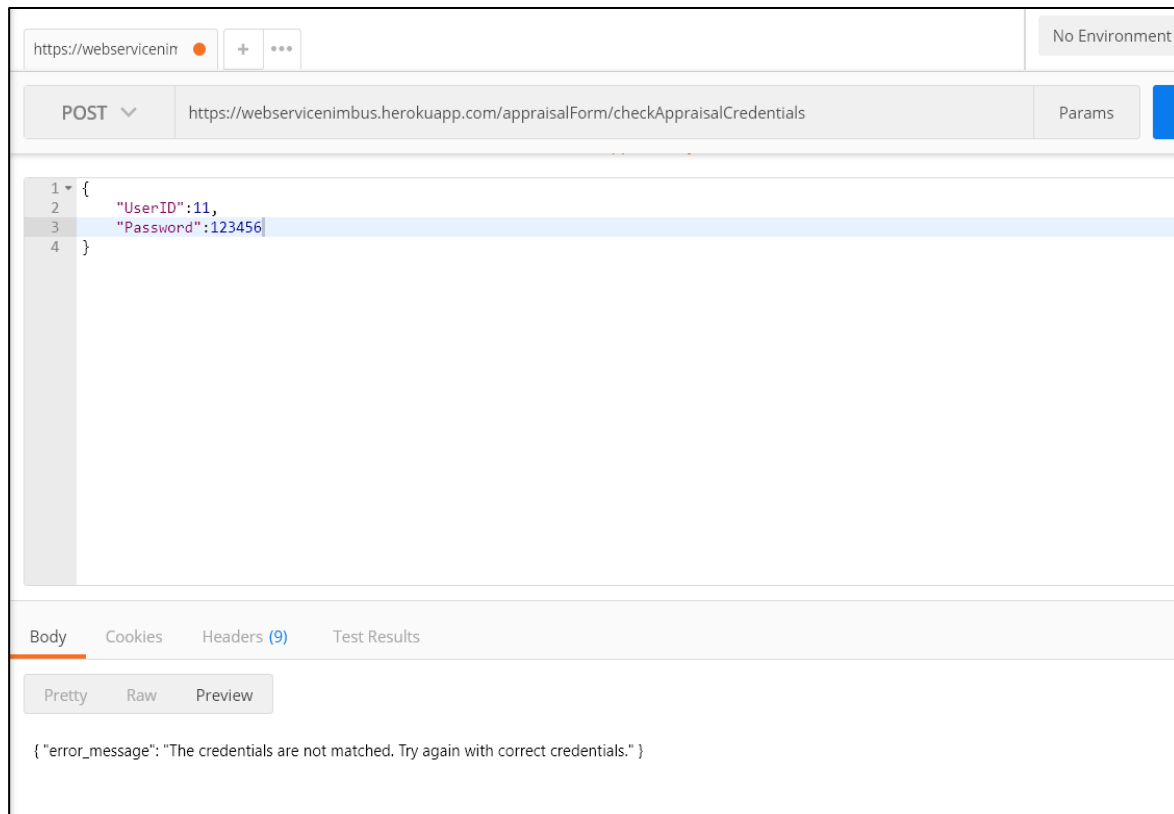 https://webservicenim + •••
No Environment
POST https://webservicenimbus.herokuapp.com/appraisalForm/checkAppraisalCredentials Params
1 {
2 "UserID":11,
3 "Password":123456
4 }
Body Cookies Headers (9) Test Results
Pretty Raw Preview
{ "error_message": "The credentials are not matched. Try again with correct credentials." }